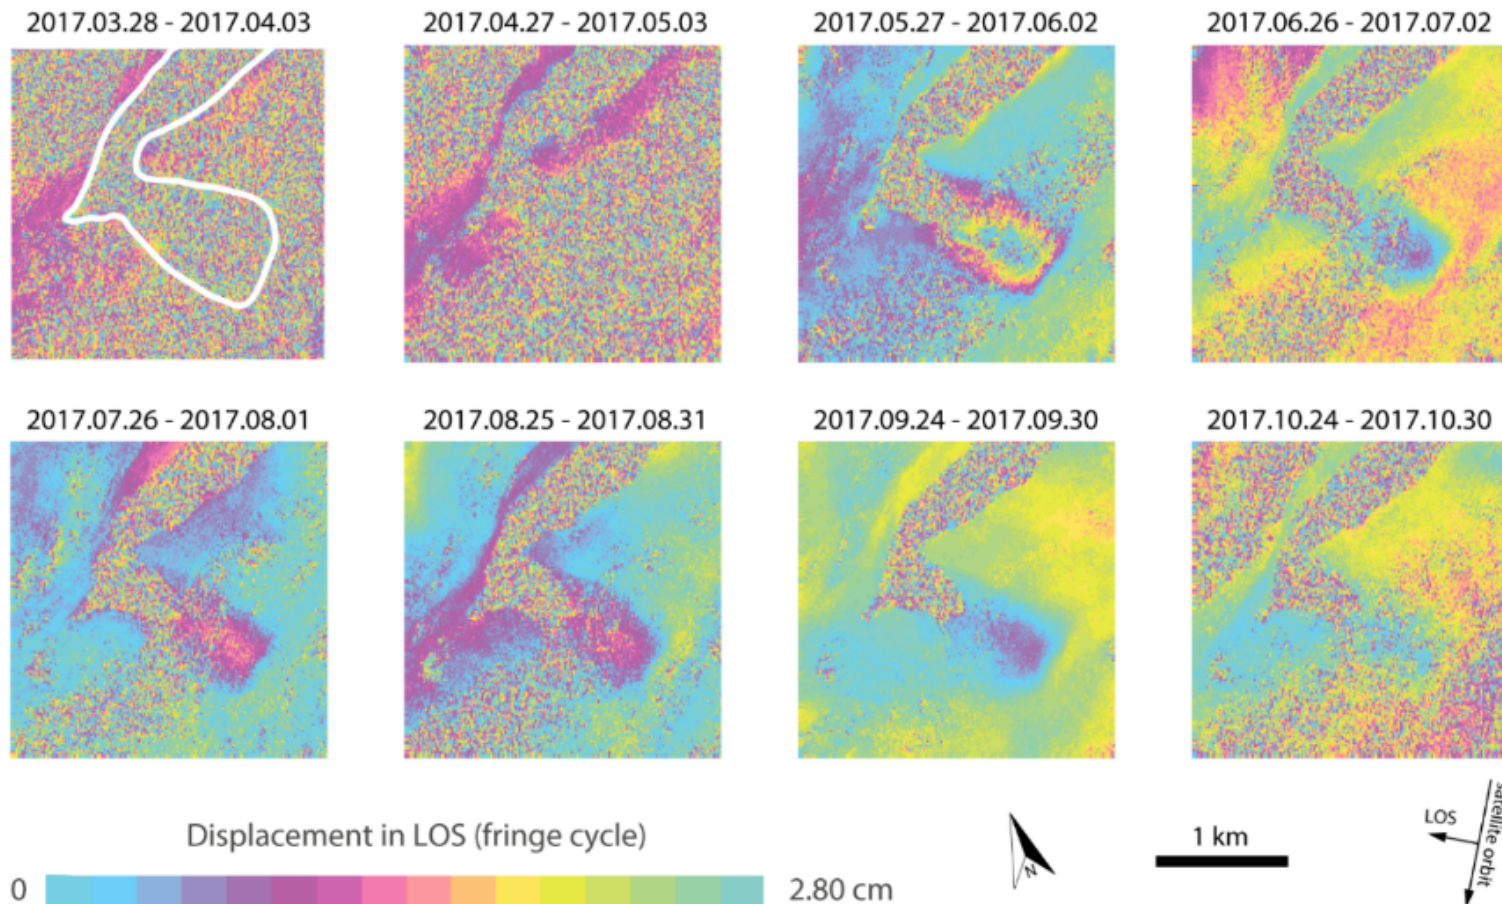 2017.03.28 - 2017.04.03
2017.04.27 - 2017.05.03
2017.05.27 - 2017.06.02
2017.06.26 - 2017.07.02
2017.07.26 - 2017.08.01
2017.08.25 - 2017.08.31
2017.09.24 - 2017.09.30
2017.10.24 - 2017.10.30
Displacement in LOS (fringe cycle)
0
2.80 cm
N
1 km
LOS
satellite orbit